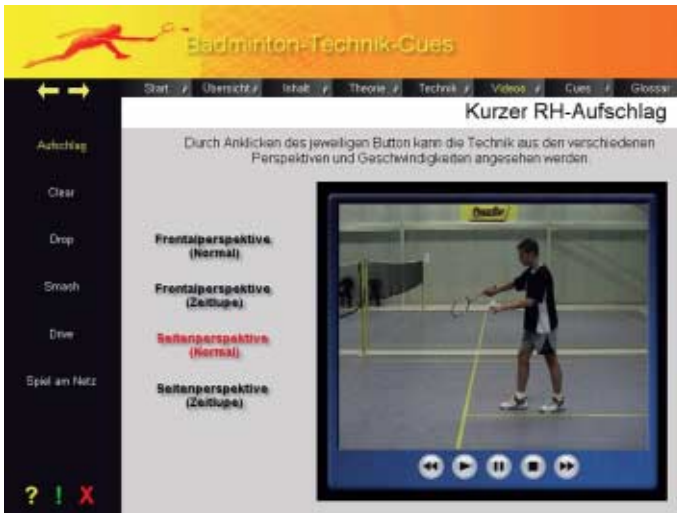 Badminton-Technik-Cues
Start
Übersicht
Inhalt
Theorie
Technik
Videos
Cues
Glossar
Kurzer RH-Aufschlag
Durch Anklicken des jeweiligen Button kann die Technik aus den verschiedenen
Perspektiven und Geschwindigkeiten angesehen werden.
Aufschlag
Clear
Drop
Smash
Drive
Spiel am Netz
Frontalperspektive
(Normal)
Frontalperspektive
(Zeitlupe)
Seitenperspektive
(Normal)
Seitenperspektive
(Zeitlupe)
? ! X